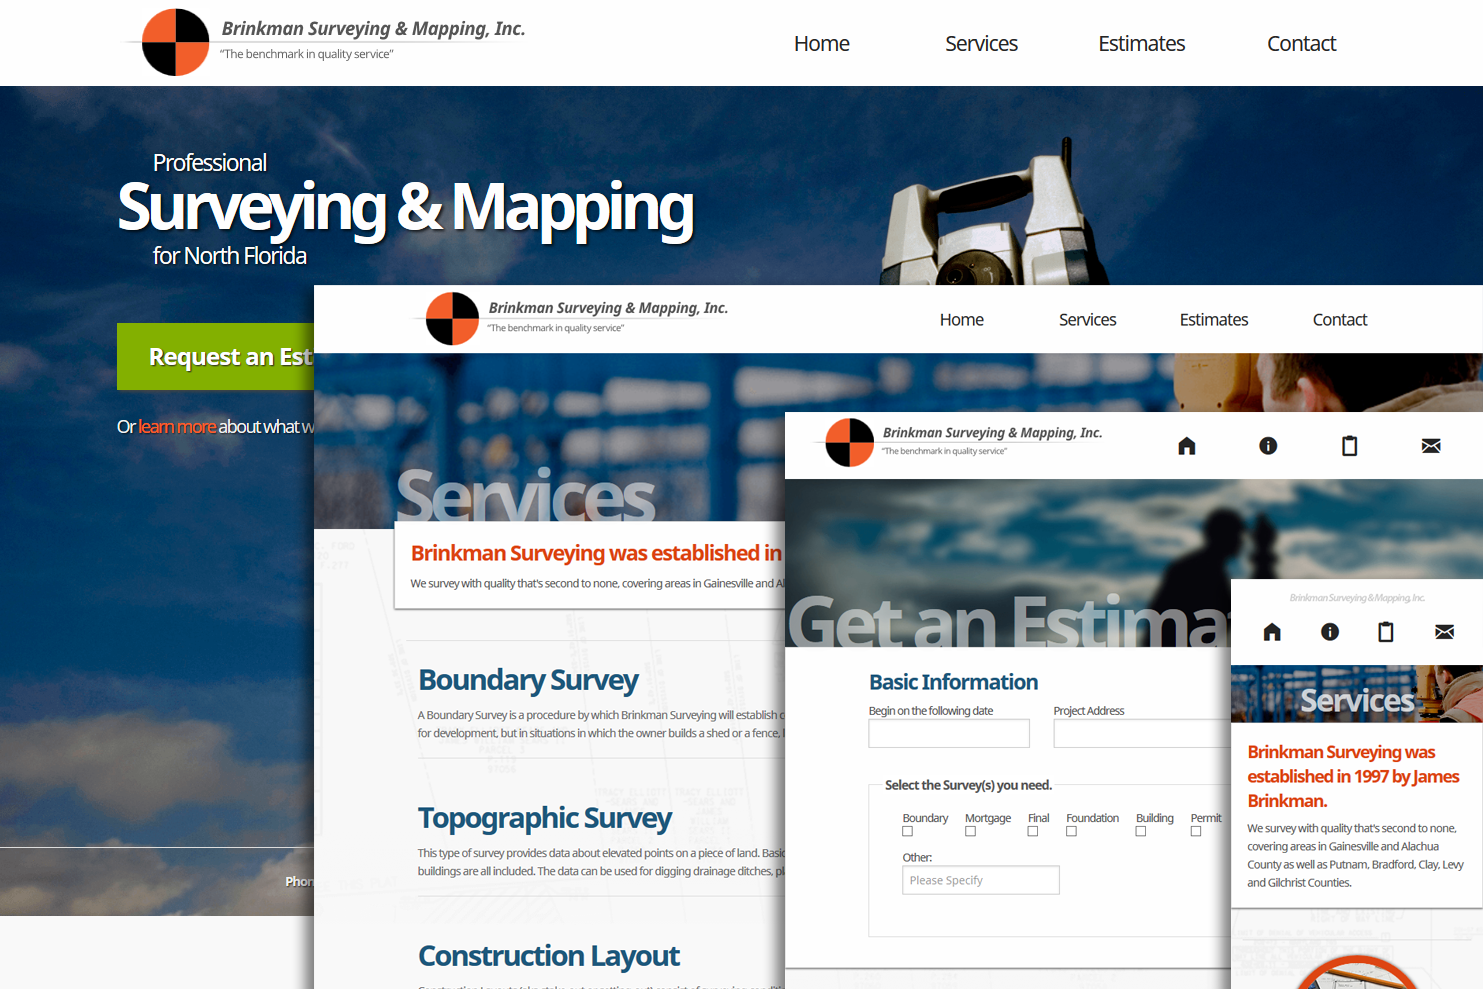 Brinkman Surveying & Mapping, Inc.
"The benchmark in quality service"
Home Services Estimates Contact
Professional
Surveying & Mapping
for North Florida
Request an Est
Or learn more about what w
Phon
Brinkman Surveying & Mapping, Inc.
"The benchmark in quality service"
Home Services Estimates Contact
Services
Brinkman Surveying was established in
We survey with quality that's second to none, covering areas in Gainesville and Al
Boundary Survey
A Boundary Survey is a procedure by which Brinkman Surveying will establish c
for development, but in situations in which the owner builds a shed or a fence,
Topographic Survey
This type of survey provides data about elevated points on a piece of land. Basic
buildings are all included. The data can be used for digging drainage ditches, pl
Construction Layout
Brinkman Surveying & Mapping, Inc.
"The benchmark in quality service"
Get an Estima
Basic Information
Begin on the following date Project Address
Select the Survey(s) you need.
Boundary Mortgage Final Foundation Building Permit
Other:
Please Specify
Brinkman Surveying & Mapping, Inc.
Services
Brinkman Surveying was
established in 1997 by James
Brinkman.
We survey with quality that's second to none,
covering areas in Gainesville and Alachua
County as well as Putnam, Bradford, Clay, Levy
and Gilchrist Counties.